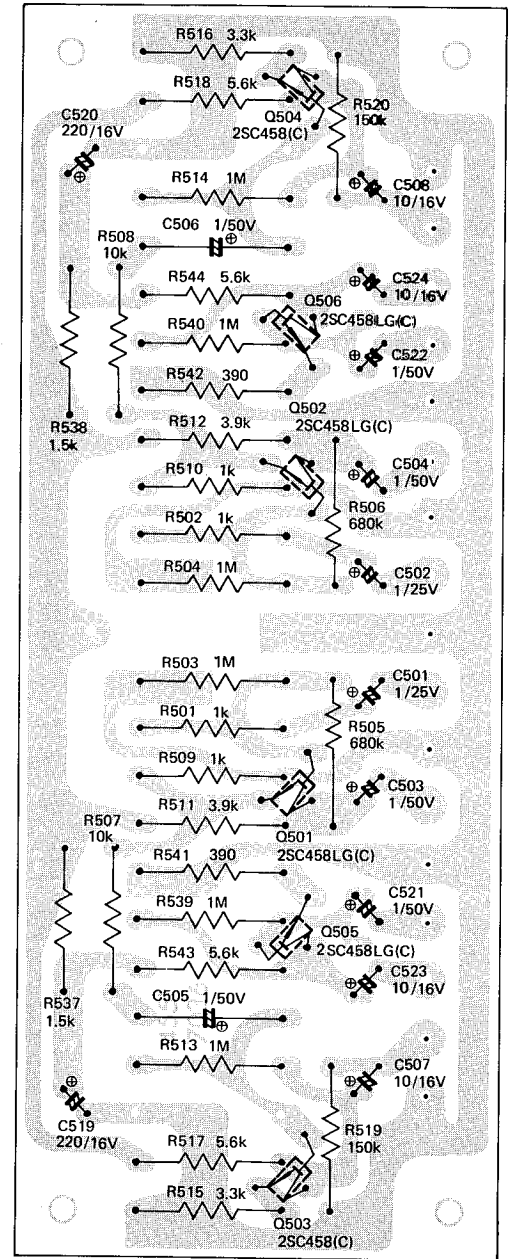 R516 3.3k
R518 5.6k
C520
220/16V
Q504
2SC458(C)
R520
150k
R514 1M
C508
10/16V
C506 1/50V
R508
10k
R544 5.6k
C524
10/16V
Q506
2SC458LG(C)
R540 1M
C522
1/50V
R542 390
R538
1.5k
Q502
2SC458LG(C)
R512 3.9k
C504
1/50V
R510 1k
R506
680k
R502 1k
R504 1M
C502
1/25V
R503 1M
C501
1/25V
R501 1k
R505
680k
R509 1k
C503
1/50V
R507
10k
R511 3.9k
Q501
2SC458LG(C)
R541 390
C521
1/50V
R539 1M
Q505
2SC458LG(C)
R543 5.6k
C523
10/16V
R537
1.5k
C505 1/50V
R513 1M
C507
10/16V
C519
220/16V
R519
150k
R517 5.6k
R515 3.3k
Q503
2SC458(C)